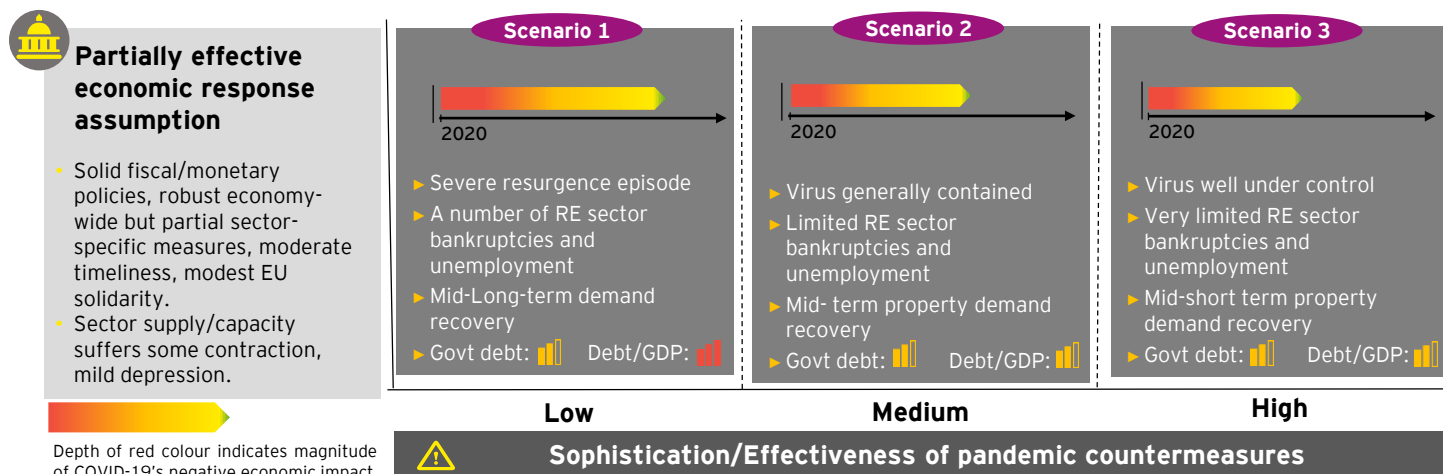 Partially effective
economic response
assumption
• Solid fiscal/monetary
policies, robust economy-
wide but partial sector-
specific measures, moderate
timeliness, modest EU
solidarity.
• Sector supply/capacity
suffers some contraction,
mild depression.
Depth of red colour indicates magnitude
of COVID-19's negative economic impact
Scenario 1
2020
► Severe resurgence episode
► A number of RE sector
bankruptcies and
unemployment
► Mid-Long-term demand
recovery
► Govt debt: Debt/GDP:
Low
Scenario 2
2020
► Virus generally contained
► Limited RE sector
bankruptcies and
unemployment
► Mid- term property demand
recovery
► Govt debt: Debt/GDP:
Medium
Scenario 3
2020
► Virus well under control
► Very limited RE sector
bankruptcies and
unemployment
► Mid-short term property
demand recovery
► Govt debt: Debt/GDP:
High
Sophistication/Effectiveness of pandemic countermeasures